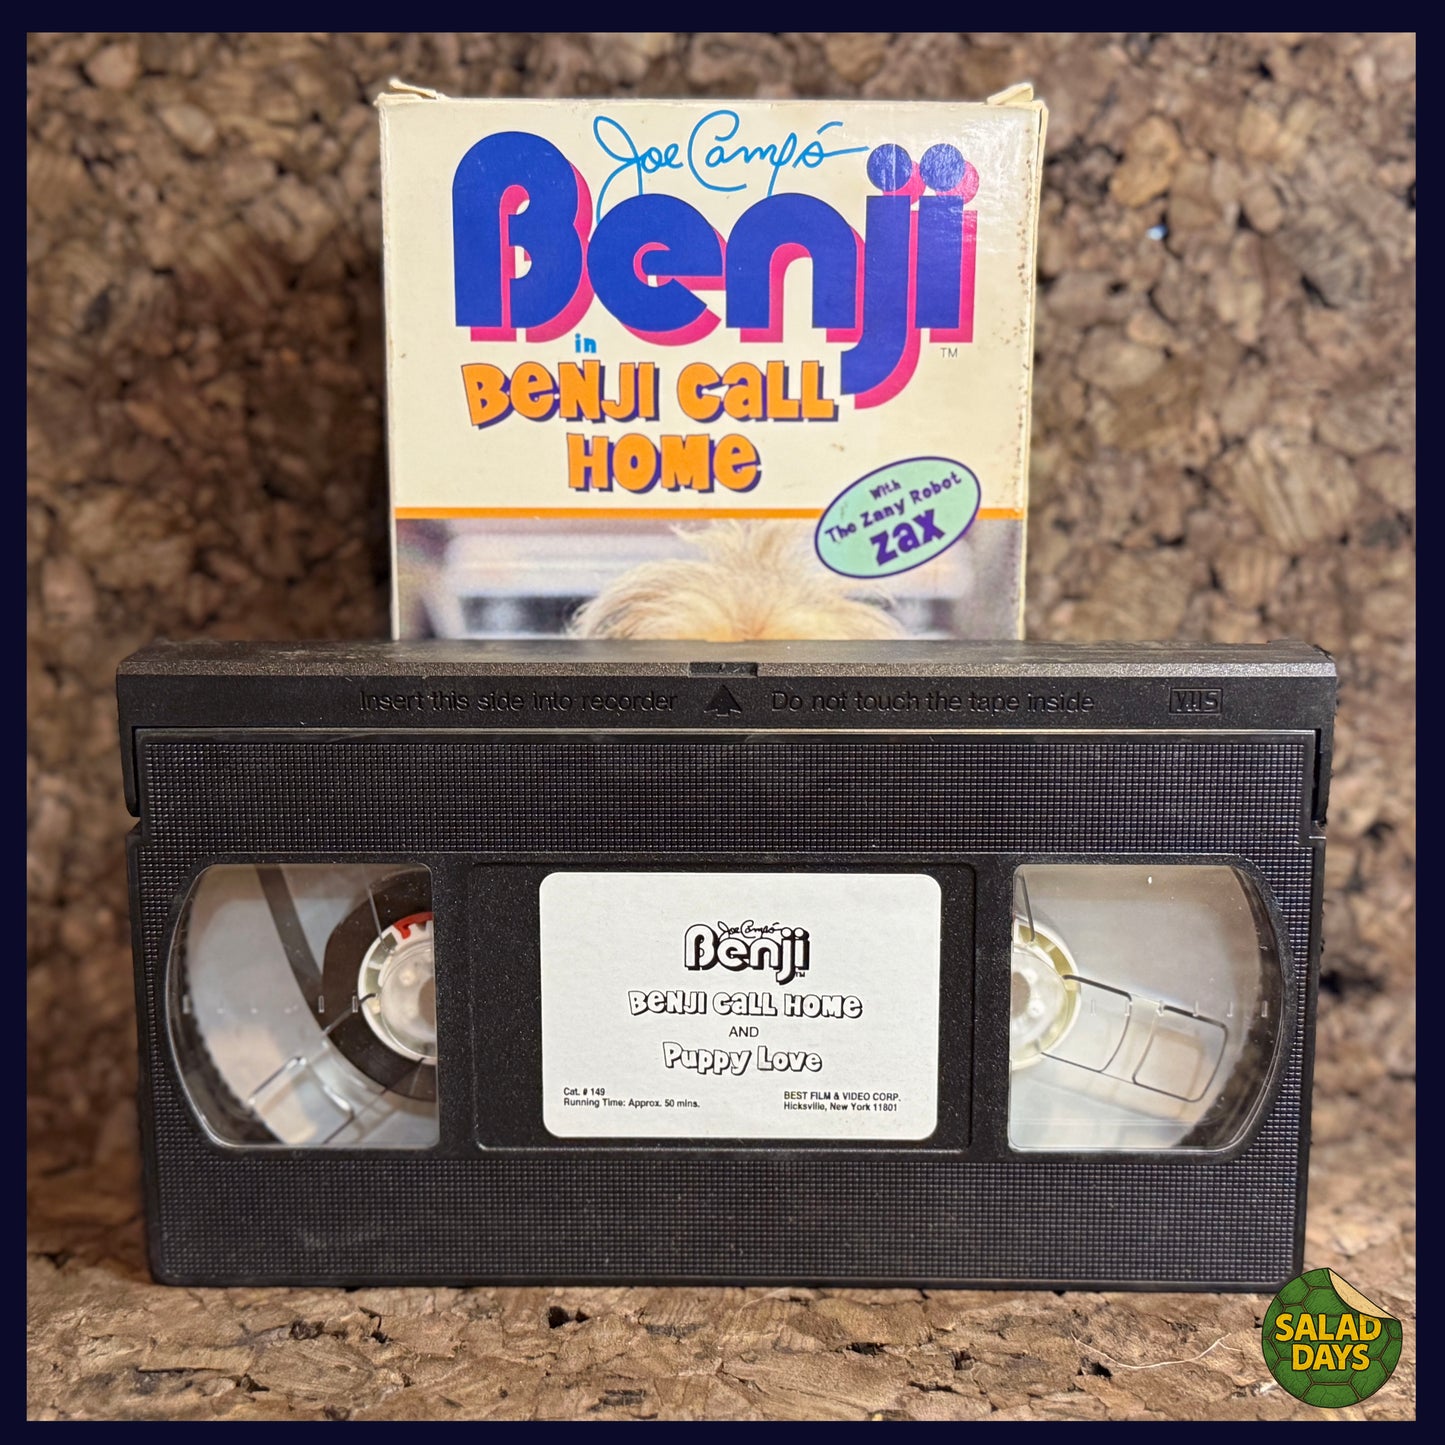 Joe Camp's
Benji
TM
in
BENJI CALL
HOME
With
The Zany Robot
Zax
Insert this side into recorder
Do not touch the tape inside
VHS
Joe Camp's
Benji
TM
BENJI CALL HOME
AND
Puppy Love
Cat. # 149
Running Time: Approx. 50 mins.
BEST FILM & VIDEO CORP.
Hicksville, New York 11801
SALAD
DAYS